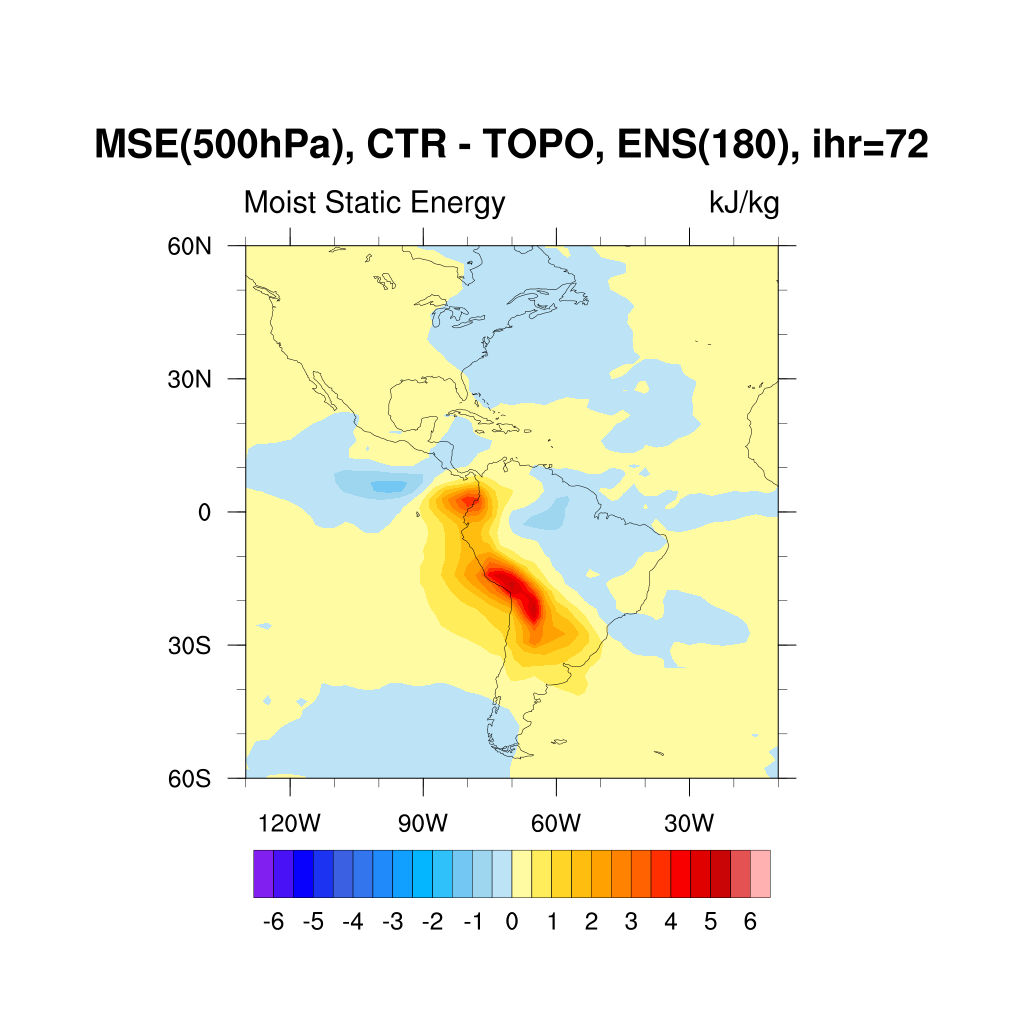 MSE(500hPa), CTR - TOPO, ENS(180), ihr=72
Moist Static Energy kJ/kg
60N
30N
0
30S
60S
120W 90W 60W 30W
-6 -5 -4 -3 -2 -1 0 1 2 3 4 5 6